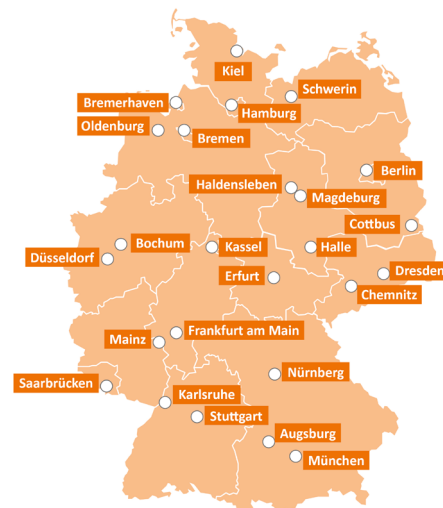 Kiel
Schwerin
Bremerhaven
Hamburg
Oldenburg
Bremen
Berlin
Haldensleben
Magdeburg
Cottbus
Bochum
Kassel
Halle
Düsseldorf
Erfurt
Dresden
Chemnitz
Frankfurt am Main
Mainz
Nürnberg
Saarbrücken
Karlsruhe
Stuttgart
Augsburg
München